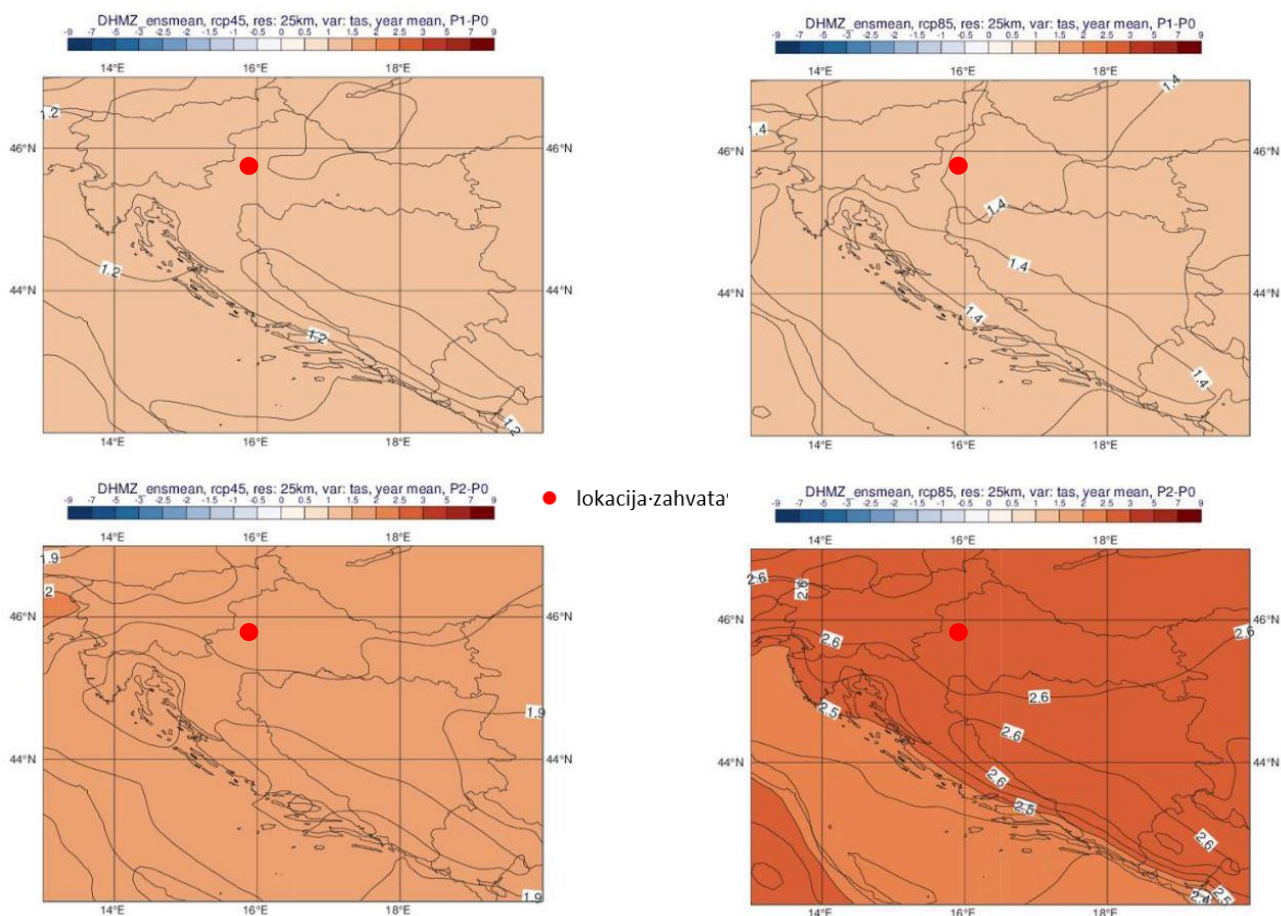 DHMZ_ensmean, rcp45, res: 25km, var: tas, year mean, P1-P0
-9 -7 -5 -3 -2.5 -2 -1.5 -1 -0.5 0 0.5 1 1.5 2 2.5 3 5 7 9
14°E 16°E 18°E
1.2
46°N
1.2
44°N
1.2
1.2
14°E 16°E 18°E
DHMZ_ensmean, rcp85, res: 25km, var: tas, year mean, P1-P0
-9 -7 -5 -3 -2.5 -2 -1.5 -1 -0.5 0 0.5 1 1.5 2 2.5 3 5 7 9
14°E 16°E 18°E
1.4
1.4
46°N 46°N
1.4
1.4
44°N 44°N
1.4
1.4
14°E 16°E 18°E
DHMZ_ensmean, rcp45, res: 25km, var: tas, year mean, P2-P0
-9 -7 -5 -3 -2.5 -2 -1.5 -1 -0.5 0 0.5 1 1.5 2 2.5 3 5 7 9
14°E 16°E 18°E
1.9
2
46°N
1.9
44°N
1.9
14°E 16°E 18°E
lokacija·zahvata
DHMZ_ensmean, rcp85, res: 25km, var: tas, year mean, P2-P0
-9 -7 -5 -3 -2.5 -2 -1.5 -1 -0.5 0 0.5 1 1.5 2 2.5 3 5 7 9
14°E 16°E 18°E
2.6 2.6
2.6
46°N 46°N
2.6 2.6
2.6
2.5
2.6
44°N 44°N
2.6
2.5
2.6
2.4 2.5
14°E 16°E 18°E